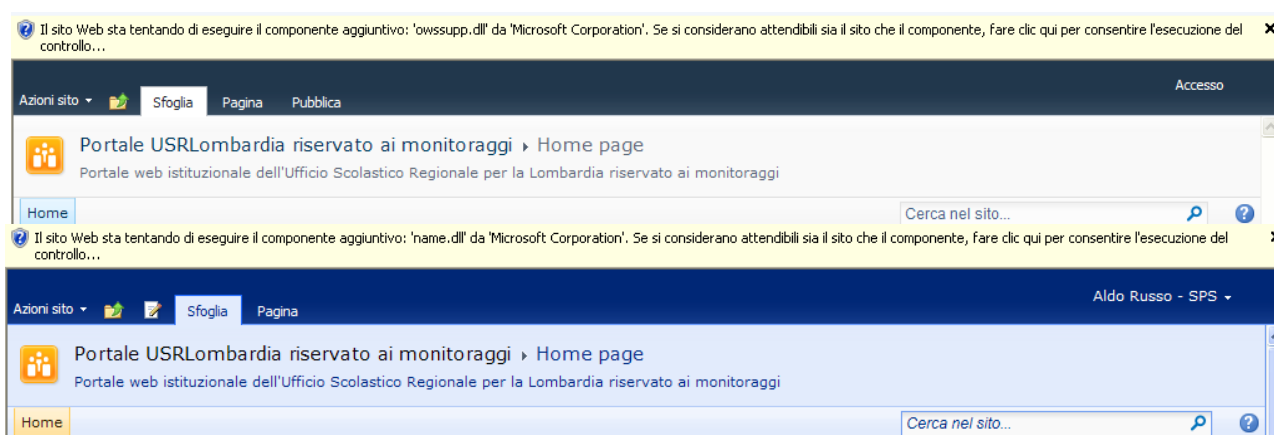 Il sito Web sta tentando di eseguire il componente aggiuntivo: 'owssupp.dll' da 'Microsoft Corporation'. Se si considerano attendibili sia il sito che il componente, fare clic qui per consentire l'esecuzione del
controllo...
Accesso
Azioni sito Sfoglia Pagina Pubblica
Portale USRLombardia riservato ai monitoraggi Home page
Portale web istituzionale dell'Ufficio Scolastico Regionale per la Lombardia riservato ai monitoraggi
Home Cerca nel sito...
Il sito Web sta tentando di eseguire il componente aggiuntivo: 'name.dll' da 'Microsoft Corporation'. Se si considerano attendibili sia il sito che il componente, fare clic qui per consentire l'esecuzione del
controllo...
Aldo Russo - SPS
Azioni sito Sfoglia Pagina
Portale USRLombardia riservato ai monitoraggi Home page
Portale web istituzionale dell'Ufficio Scolastico Regionale per la Lombardia riservato ai monitoraggi
Home Cerca nel sito...